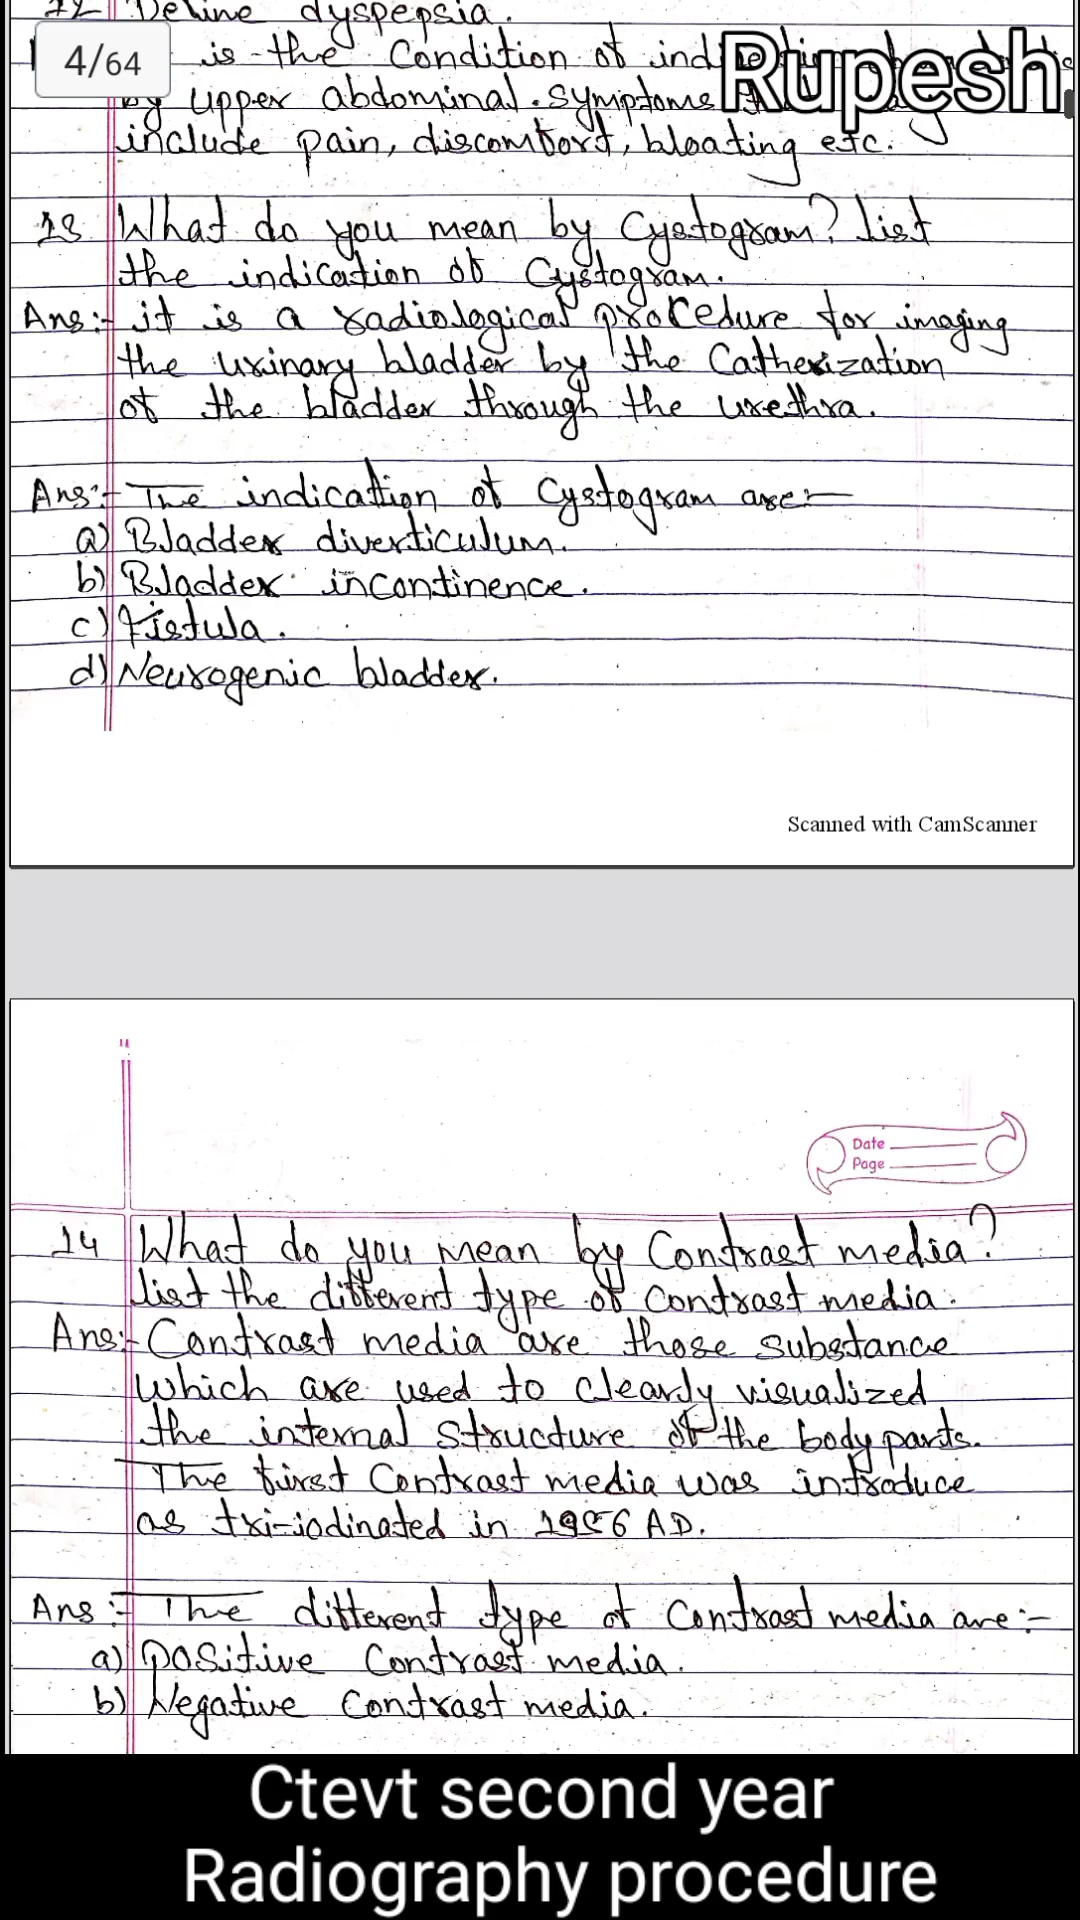 12 Define dyspepsia.
4/64
is the Condition of
Rupesh
by upper abdominal symptoms
include pain, discomfort, bloating etc.
13 What do you mean by Cystogram? list
the indication of Cystogram.
Ans:- it is a radiological procedure for imaging
the urinary bladder by the Catherization
of the bladder through the urethra.
Ans:- The indication of Cystogram are:-
a) Bladder diverticulum.
b) Bladder incontinence.
c) Fistula.
d) Neurogenic bladder.
Scanned with CamScanner
Date
Page
14 What do you mean by Contrast media?
list the different type of contrast media.
Ans:- Contrast media are those substance
which are used to clearly visualized
the internal structure of the body parts.
The first Contrast media was introduce
as tri-iodinated in 1956 AD.
Ans:- The different type of Contrast media are:-
a) positive Contrast media.
b) Negative contrast media.
Ctevt second year
Radiography procedure